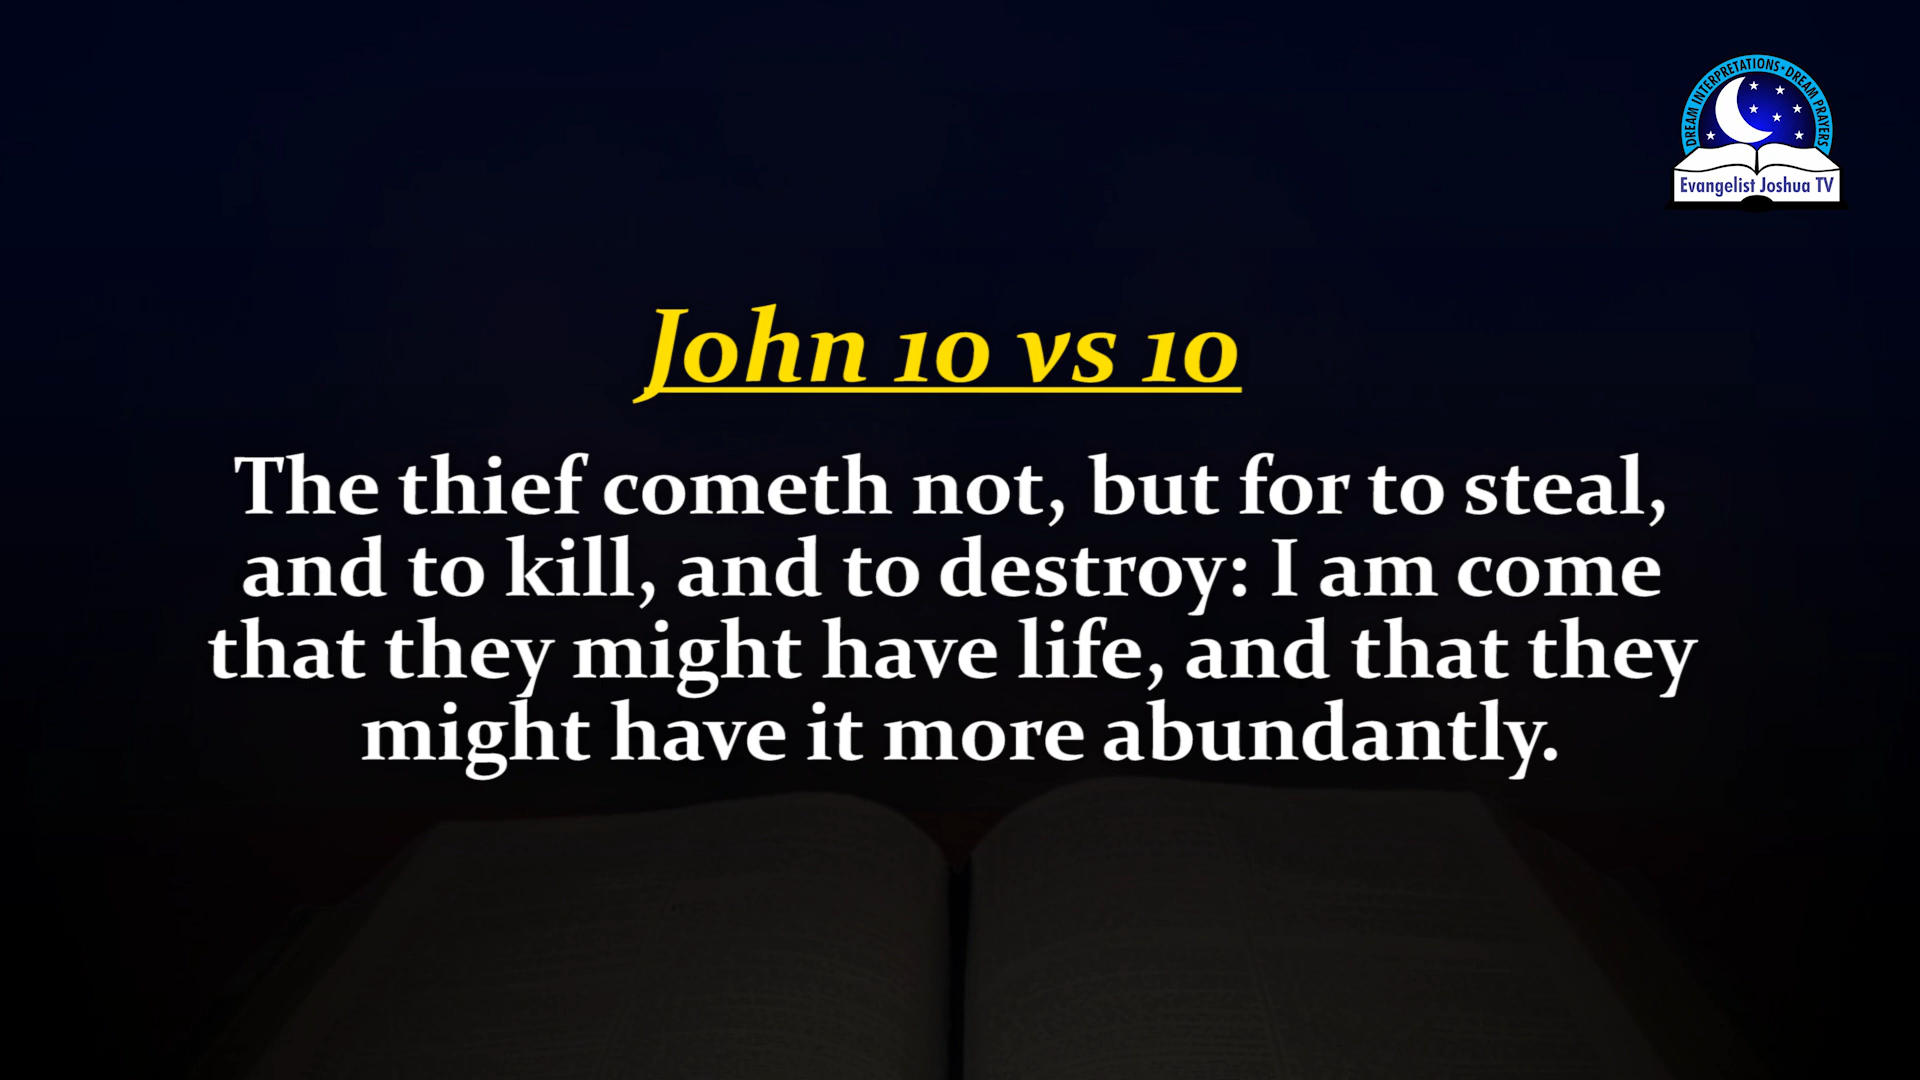 DREAM INTERPRETATIONS · DREAM PRAYERS
Evangelist Joshua TV
John 10 vs 10
The thief cometh not, but for to steal,
and to kill, and to destroy: I am come
that they might have life, and that they
might have it more abundantly.